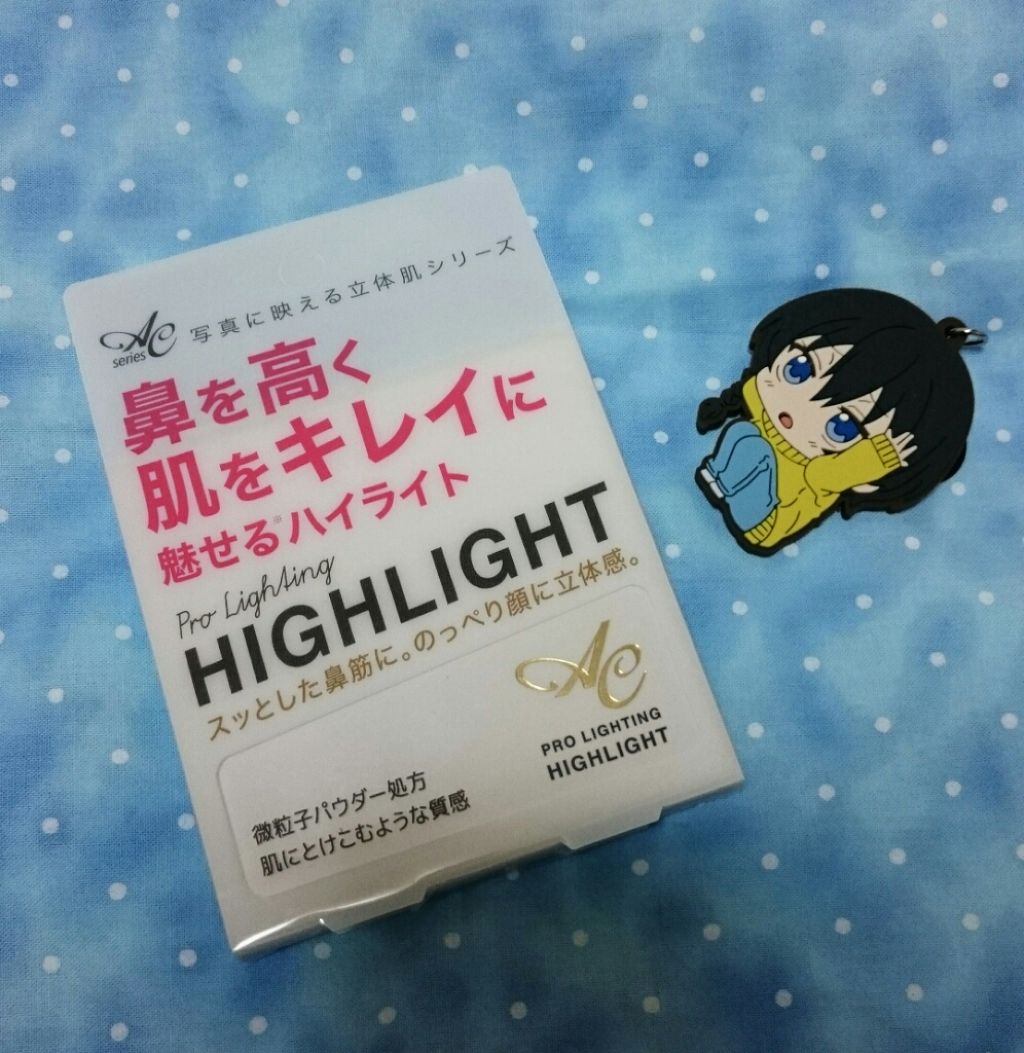 AC series 写真に映える立体肌シリーズ
鼻を高く
肌をキレイに
魅せる※ハイライト
Pro Lighting
HIGHLIGHT
スッとした鼻筋に。のっぺり顔に立体感。
AC
PRO LIGHTING
HIGHLIGHT
微粒子パウダー処方
肌にとけこむような質感